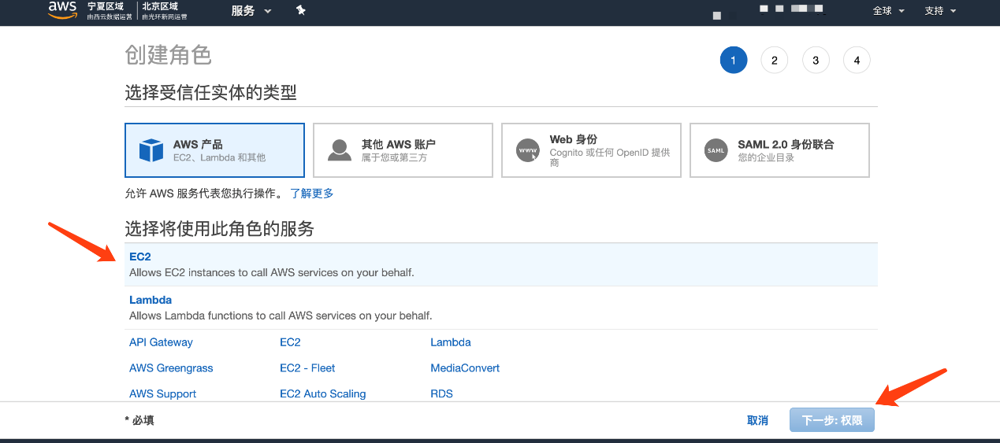 aws 宁夏区域 北京区域 服务 全球 支持
由西云数据运营 由光环新网运营
创建角色
1 2 3 4
选择受信任实体的类型
AWS 产品
EC2、Lambda 和其他
其他 AWS 账户
属于您或第三方
www
Web 身份
Cognito 或任何 OpenID 提供
商
SAML
SAML 2.0 身份联合
您的企业目录
允许 AWS 服务代表您执行操作。 了解更多
选择将使用此角色的服务
EC2
Allows EC2 instances to call AWS services on your behalf.
Lambda
Allows Lambda functions to call AWS services on your behalf.
API Gateway EC2 Lambda
AWS Greengrass EC2 - Fleet MediaConvert
AWS Support EC2 Auto Scaling RDS
* 必填 取消 下一步: 权限